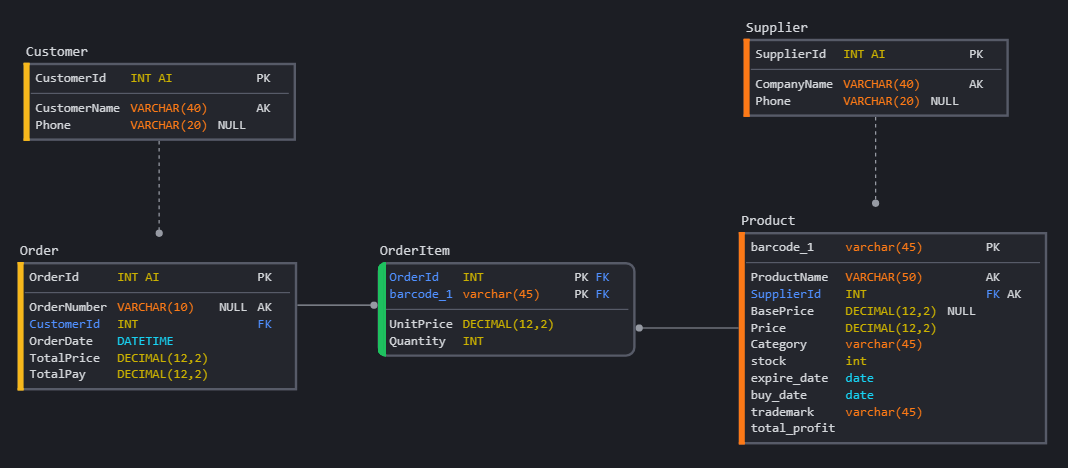 Customer
CustomerId INT AI PK
CustomerName VARCHAR(40) AK
Phone VARCHAR(20) NULL
Supplier
SupplierId INT AI PK
CompanyName VARCHAR(40) AK
Phone VARCHAR(20) NULL
Order
OrderId INT AI PK
OrderNumber VARCHAR(10) NULL AK
CustomerId INT FK
OrderDate DATETIME
TotalPrice DECIMAL(12,2)
TotalPay DECIMAL(12,2)
OrderItem
OrderId INT PK FK
barcode_1 varchar(45) PK FK
UnitPrice DECIMAL(12,2)
Quantity INT
Product
barcode_1 varchar(45) PK
ProductName VARCHAR(50) AK
SupplierId INT FK AK
BasePrice DECIMAL(12,2) NULL
Price DECIMAL(12,2)
Category varchar(45)
stock int
expire_date date
buy_date date
trademark varchar(45)
total_profit